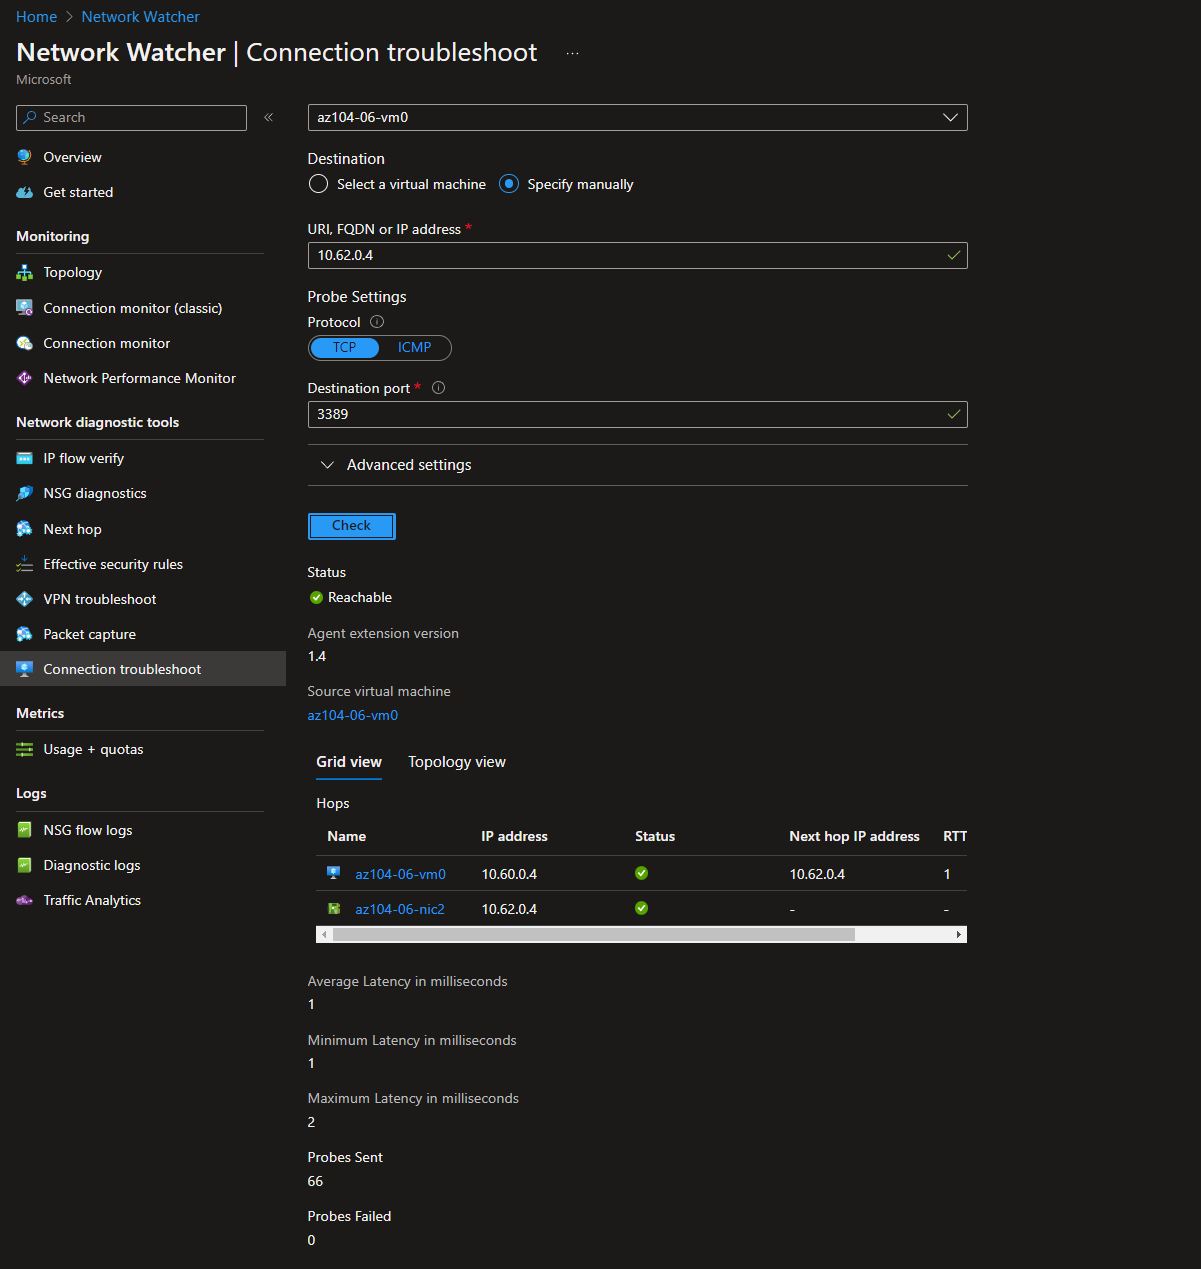 Home > Network Watcher
Network Watcher | Connection troubleshoot ...
Microsoft
Search «
Overview
Get started
Monitoring
Topology
Connection monitor (classic)
Connection monitor
Network Performance Monitor
Network diagnostic tools
IP flow verify
NSG diagnostics
Next hop
Effective security rules
VPN troubleshoot
Packet capture
Connection troubleshoot
Metrics
Usage + quotas
Logs
NSG flow logs
Diagnostic logs
Traffic Analytics
az104-06-vm0
Destination
Select a virtual machine Specify manually
URI, FQDN or IP address *
10.62.0.4
Probe Settings
Protocol
TCP ICMP
Destination port *
3389
Advanced settings
Check
Status
Reachable
Agent extension version
1.4
Source virtual machine
az104-06-vm0
Grid view Topology view
Hops
Name IP address Status Next hop IP address RTT
az104-06-vm0 10.60.0.4 10.62.0.4 1
az104-06-nic2 10.62.0.4 - -
Average Latency in milliseconds
1
Minimum Latency in milliseconds
1
Maximum Latency in milliseconds
2
Probes Sent
66
Probes Failed
0